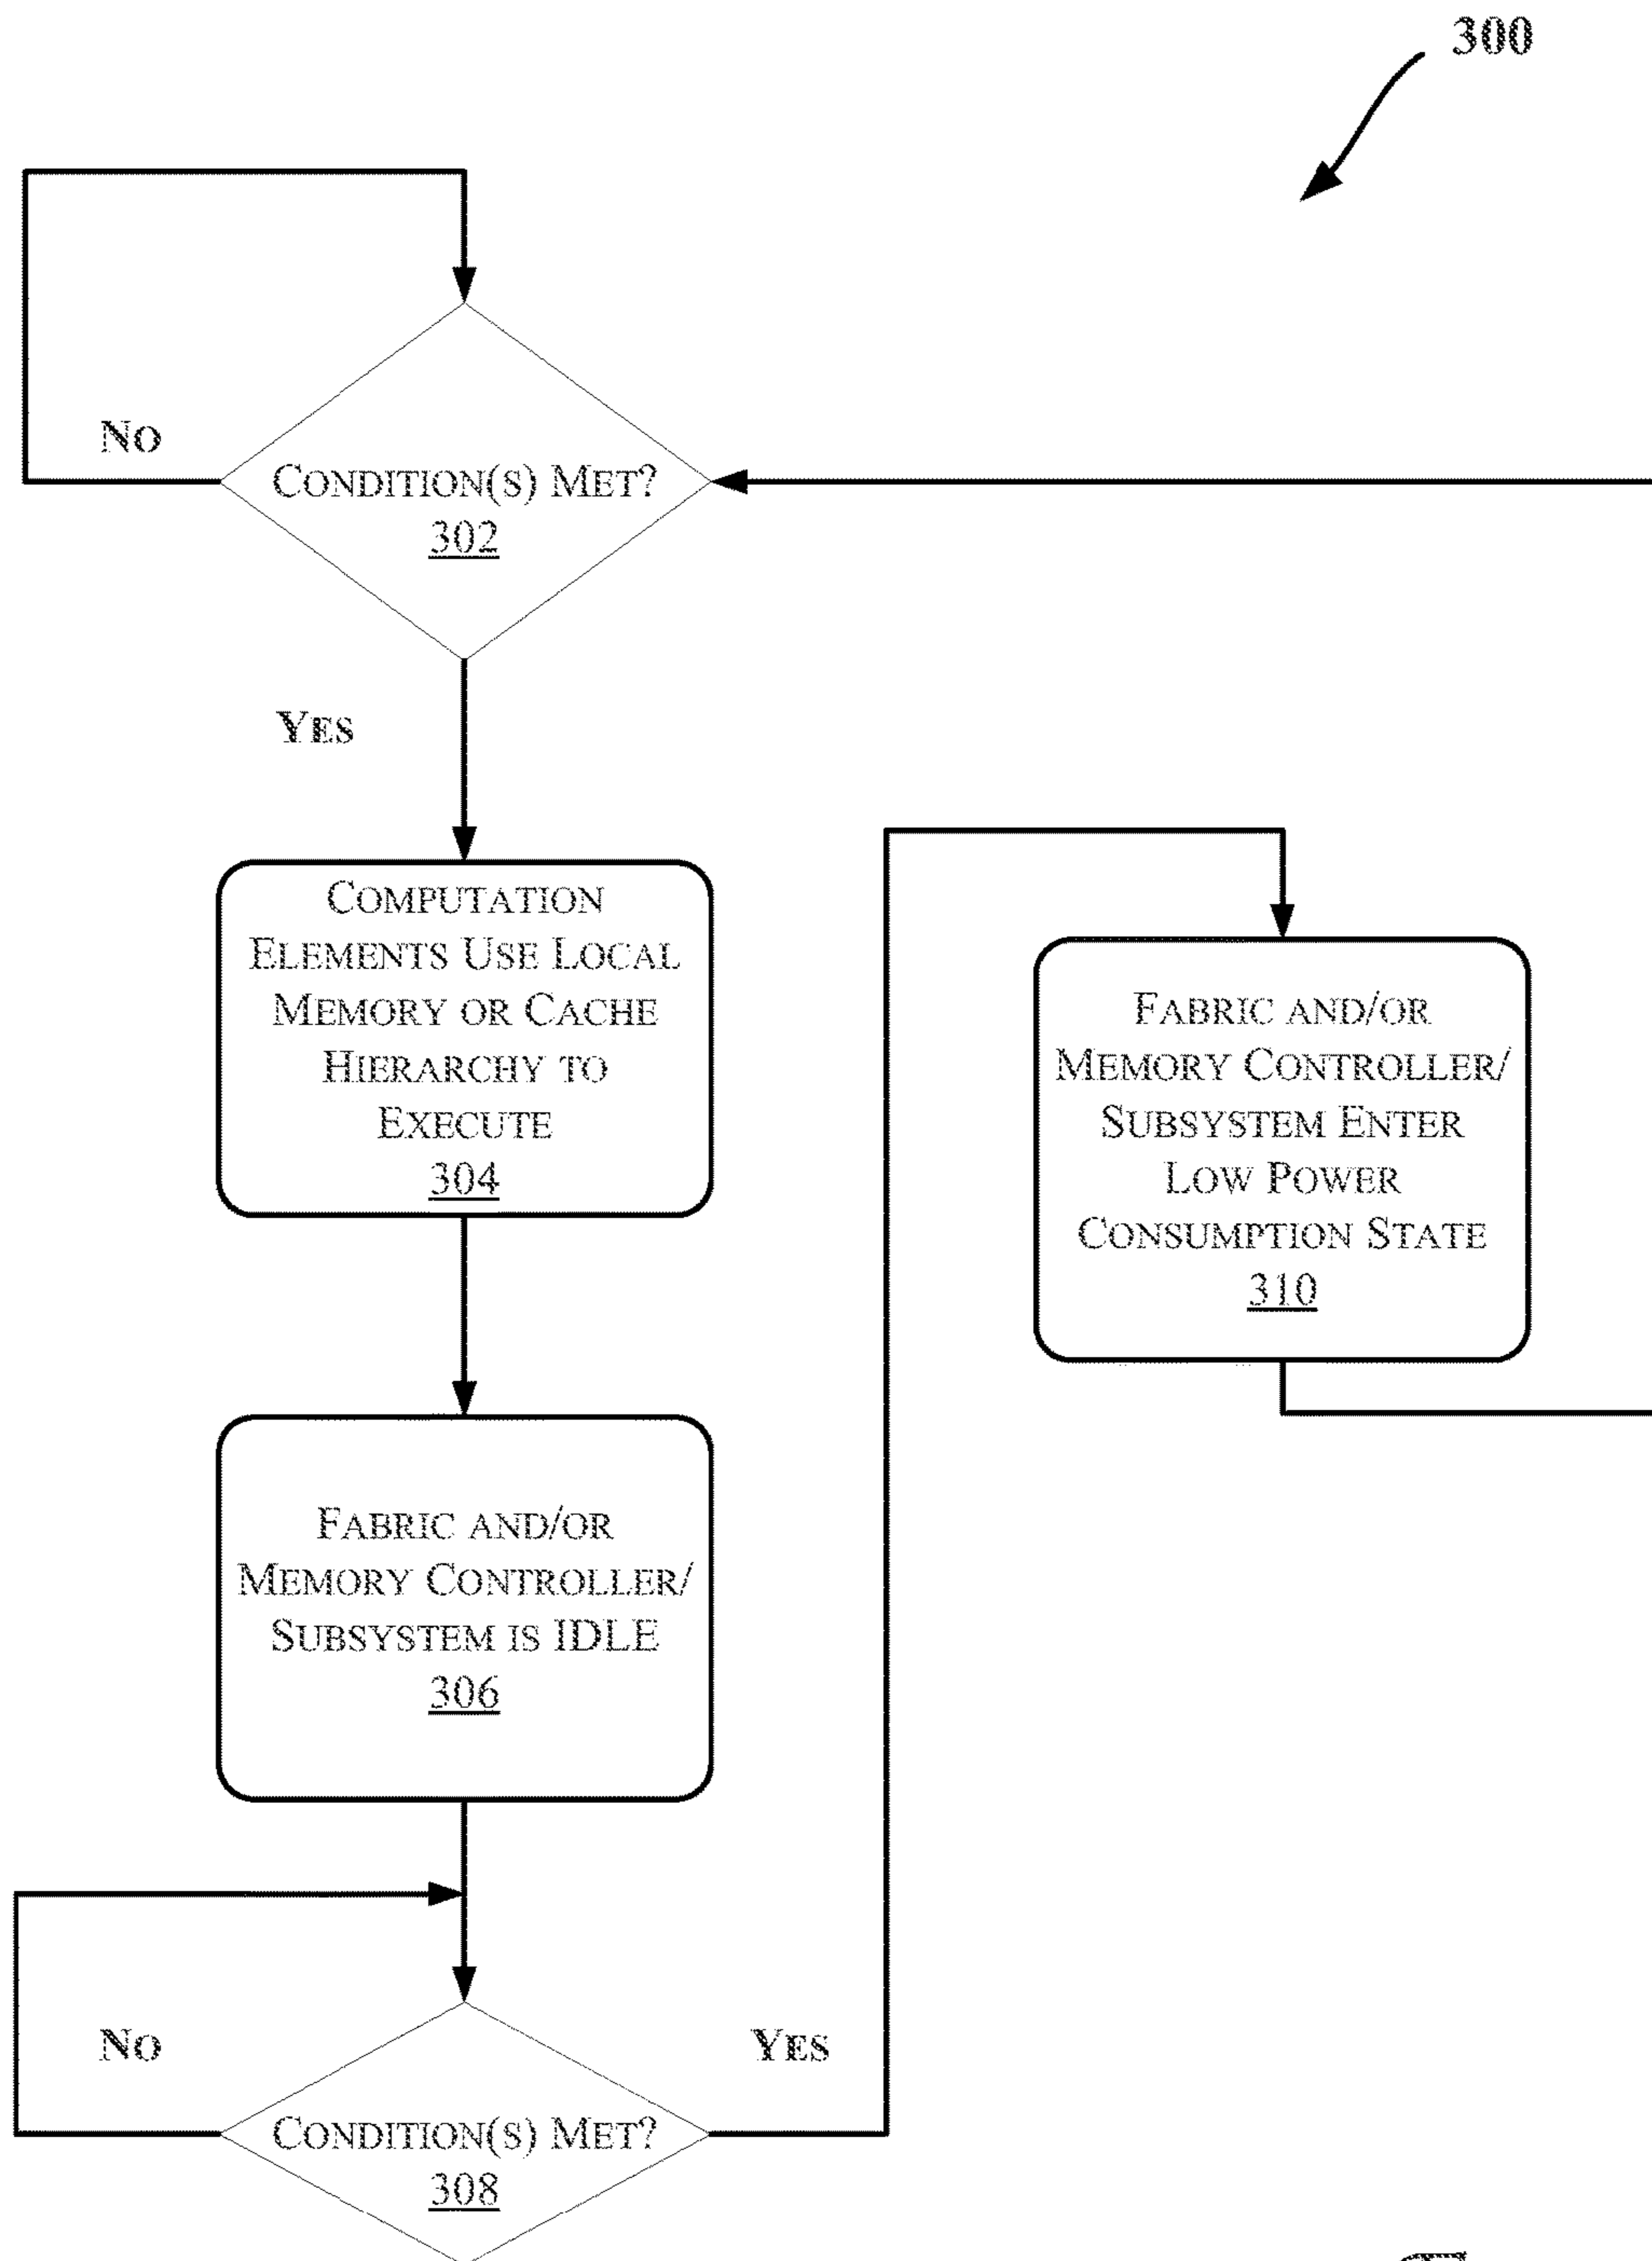 300
NO
CONDITION(S) MET?
302
YES
COMPUTATION
ELEMENTS USE LOCAL
MEMORY OR CACHE
HIERARCHY TO
EXECUTE
304
FABRIC AND/OR
MEMORY CONTROLLER/
SUBSYSTEM IS IDLE
306
NO
YES
CONDITION(S) MET?
308
FABRIC AND/OR
MEMORY CONTROLLER/
SUBSYSTEM ENTER
LOW POWER
CONSUMPTION STATE
310